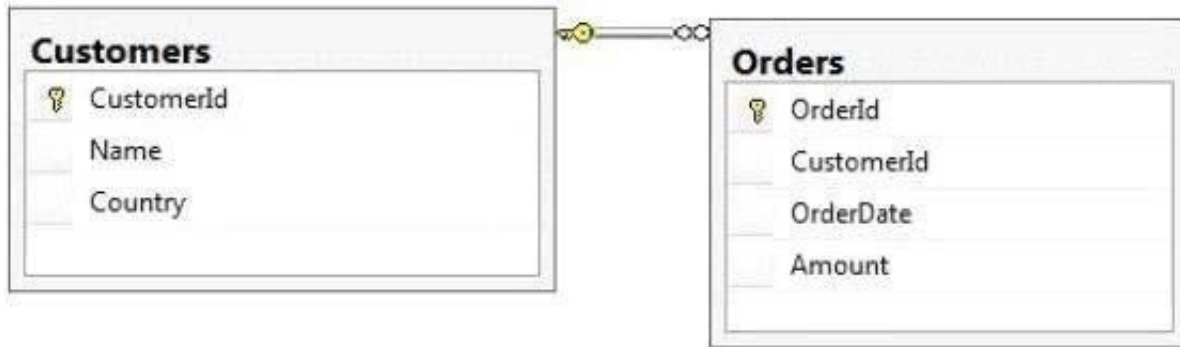 Customers
CustomerId
Name
Country
Orders
OrderId
CustomerId
OrderDate
Amount